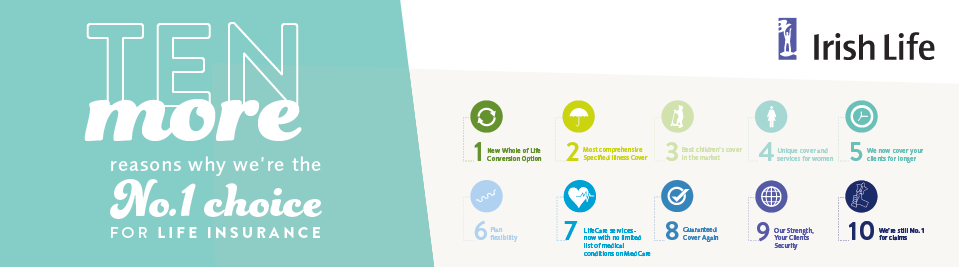 TEN
more
reasons why we're the
No.1 choice
FOR LIFE INSURANCE
Irish Life
1 New Whole of Life
Conversion Option
2 Most comprehensive
Specified Illness Cover
3 Best children's cover
in the market
4 Unique cover and
services for women
5 We now cover your
clients for longer
6 Plan
flexibility
7 LifeCare services-
now with no limited
list of medical
conditions on MedCare
8 Guaranteed
Cover Again
9 Our Strength,
Your Clients
Security
10 We're still No.1
for claims